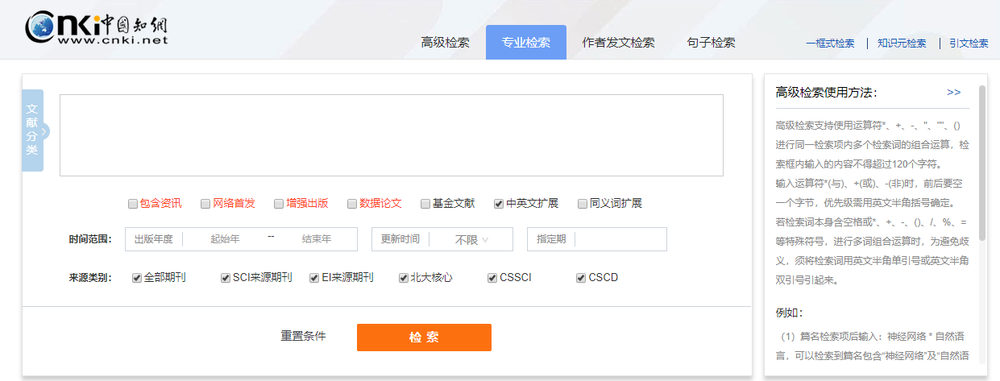 cnki中国知网
www.cnki.net
高级检索 专业检索 作者发文检索 句子检索 一框式检索 知识元检索 引文检索
文献分类
包含资讯 网络首发 增强出版 数据论文 基金文献 中英文扩展 同义词扩展
时间范围： 出版年度 起始年 -- 结束年 更新时间 不限 指定期
来源类别： 全部期刊 SCI来源期刊 EI来源期刊 北大核心 CSSCI CSCD
重置条件 检 索
高级检索使用方法： >>
高级检索支持使用运算符*、+、-、''、""、()
进行同一检索项内多个检索词的组合运算，检
索框内输入的内容不得超过120个字符。
输入运算符*(与)、+(或)、-(非)时，前后要空
一个字节，优先级需用英文半角括号确定。
若检索词本身含空格或*、+、-、()、/、%、=
等特殊符号，进行多词组合运算时，为避免歧
义，须将检索词用英文半角单引号或英文半角
双引号引起来。
例如：
（1）篇名检索项后输入：神经网络 * 自然语
言，可以检索到篇名包含“神经网络”及“自然语